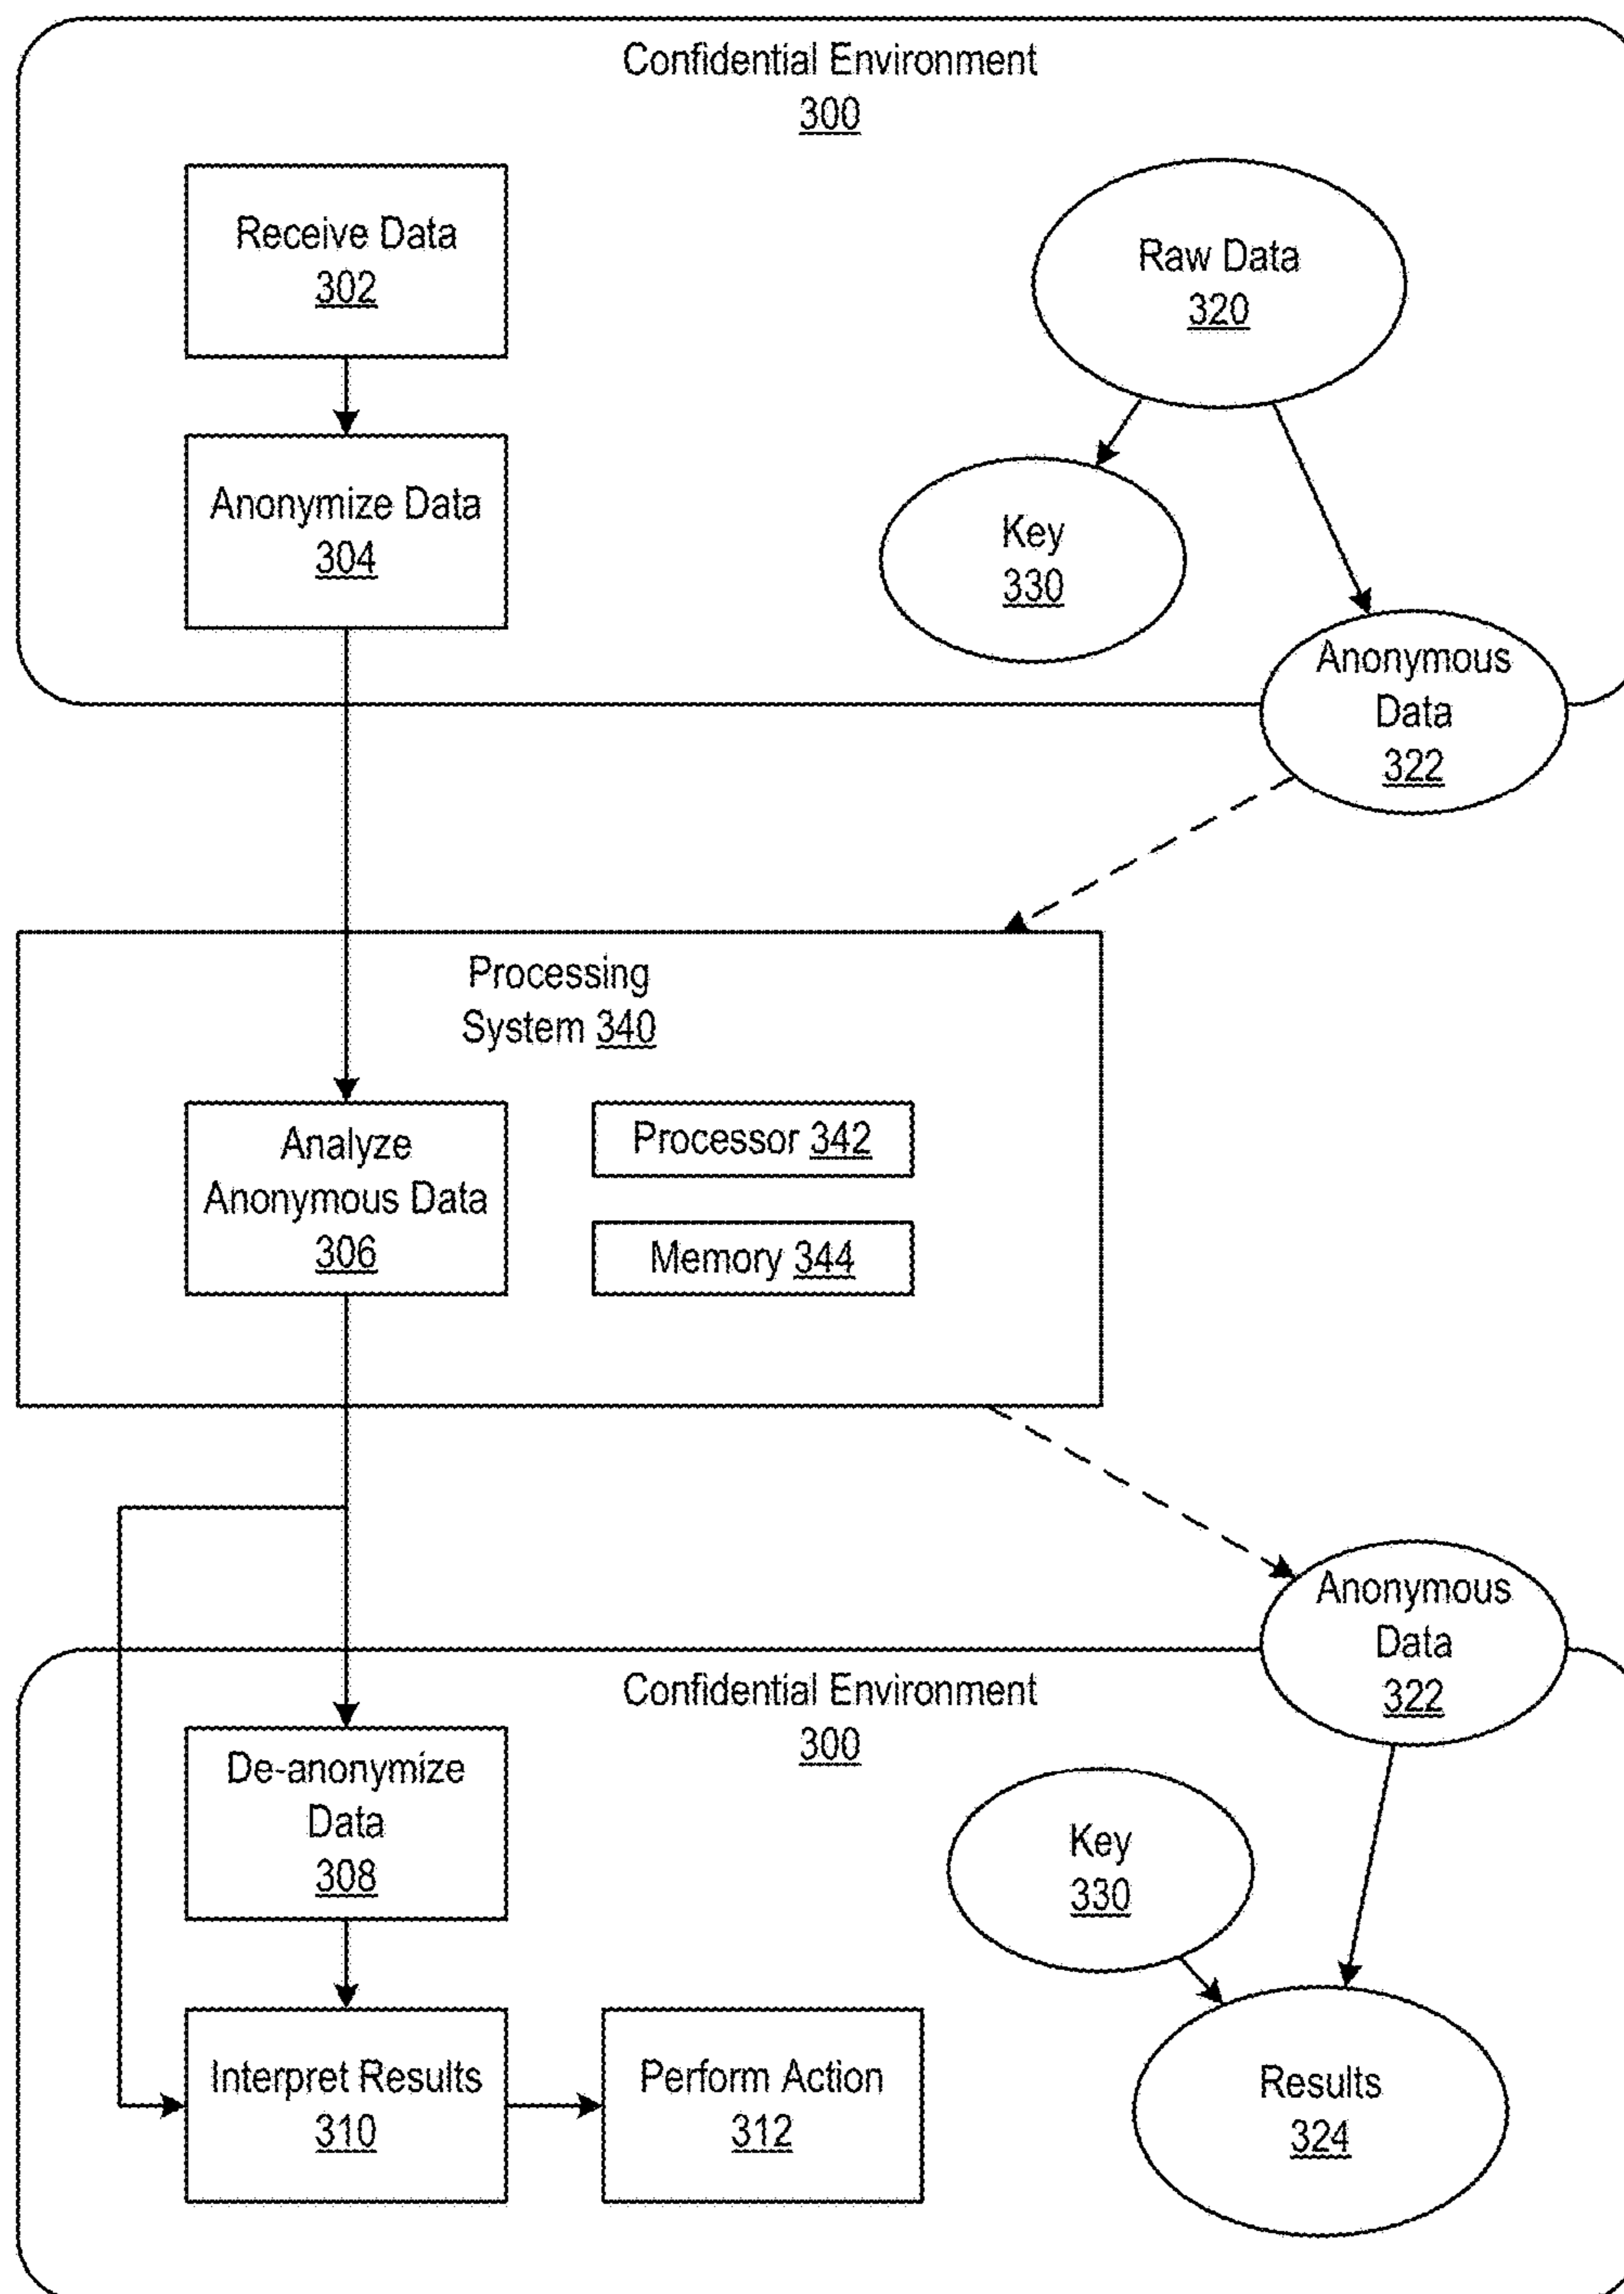 Confidential Environment
300
Receive Data
302
Raw Data
320
Anonymize Data
304
Key
330
Anonymous
Data
322
Processing
System 340
Analyze
Anonymous Data
306
Processor 342
Memory 344
Anonymous
Data
322
Confidential Environment
300
De-anonymize
Data
308
Key
330
Interpret Results
310
Perform Action
312
Results
324